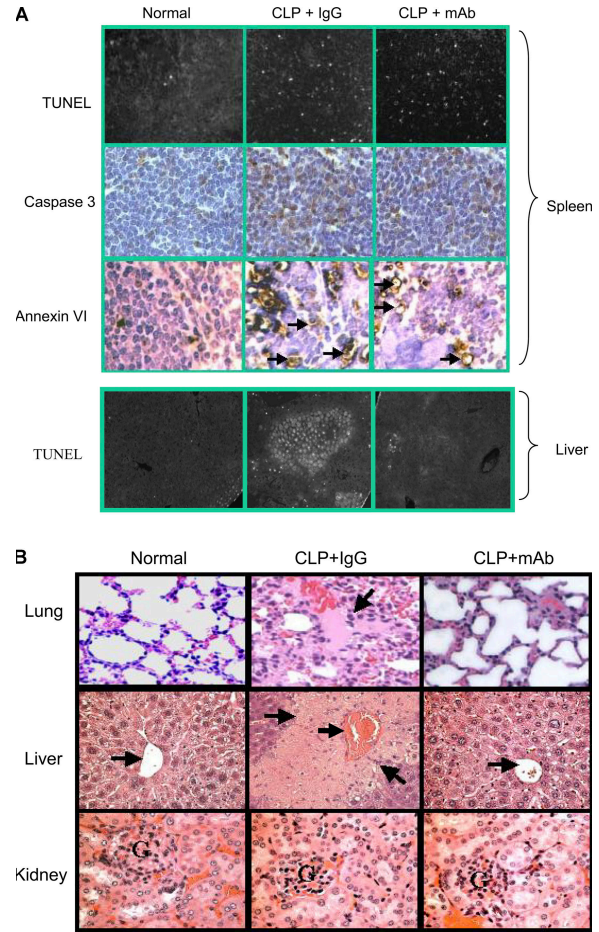 A
Normal CLP + IgG CLP + mAb
TUNEL
Caspase 3
Spleen
Annexin VI
TUNEL
Liver
B
Normal CLP+IgG CLP+mAb
Lung
Liver
Kidney
G G G